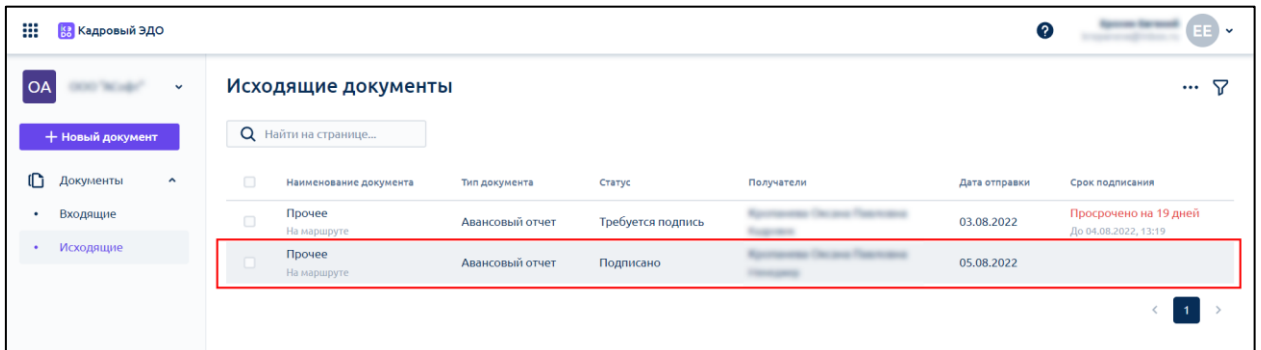 Кадровый ЭДО
ЕЕ
ОА
Исходящие документы
+ Новый документ
Найти на странице...
Документы
Входящие
Исходящие
Наименование документа Тип документа Статус Получатели Дата отправки Срок подписания
Прочее
На маршруте
Авансовый отчет
Требуется подпись
03.08.2022
Просрочено на 19 дней
До 04.08.2022, 13:19
Прочее
На маршруте
Авансовый отчет
Подписано
05.08.2022
1